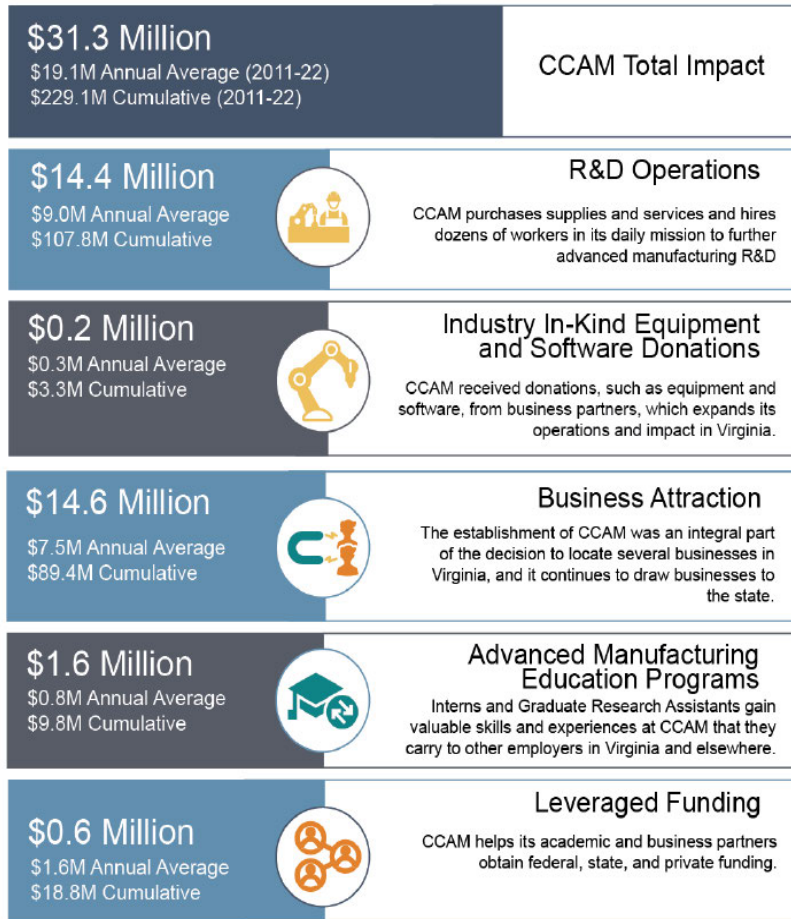 $31.3 Million
$19.1M Annual Average (2011-22)
$229.1M Cumulative (2011-22)
CCAM Total Impact
$14.4 Million
$9.0M Annual Average
$107.8M Cumulative
R&D Operations
CCAM purchases supplies and services and hires
dozens of workers in its daily mission to further
advanced manufacturing R&D
$0.2 Million
$0.3M Annual Average
$3.3M Cumulative
Industry In-Kind Equipment
and Software Donations
CCAM received donations, such as equipment and
software, from business partners, which expands its
operations and impact in Virginia.
$14.6 Million
$7.5M Annual Average
$89.4M Cumulative
Business Attraction
The establishment of CCAM was an integral part
of the decision to locate several businesses in
Virginia, and it continues to draw businesses to
the state.
$1.6 Million
$0.8M Annual Average
$9.8M Cumulative
Advanced Manufacturing
Education Programs
Interns and Graduate Research Assistants gain
valuable skills and experiences at CCAM that they
carry to other employers in Virginia and elsewhere.
$0.6 Million
$1.6M Annual Average
$18.8M Cumulative
Leveraged Funding
CCAM helps its academic and business partners
obtain federal, state, and private funding.